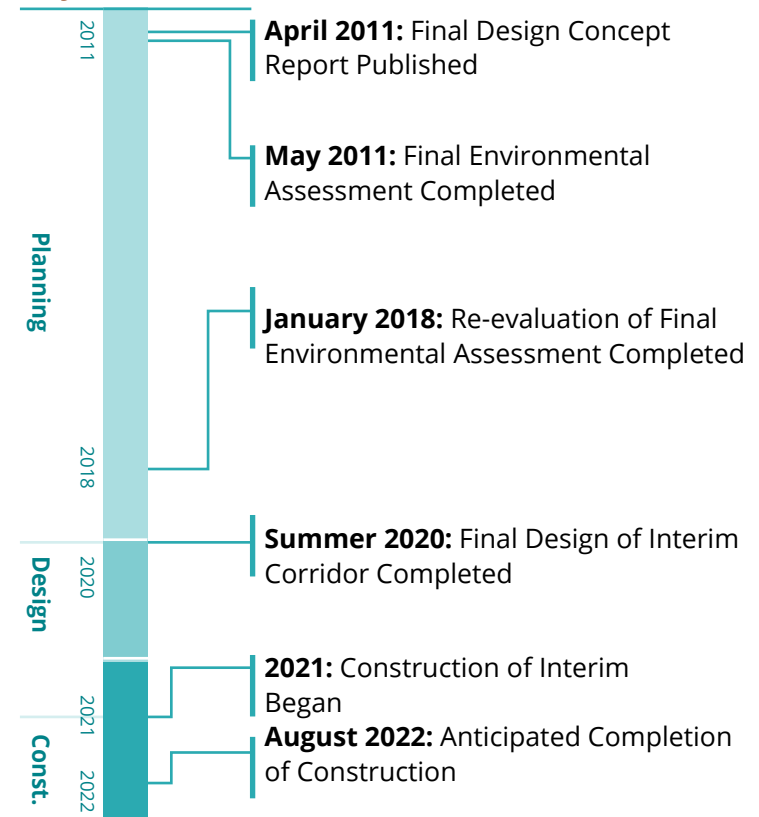 2011
April 2011: Final Design Concept
Report Published
May 2011: Final Environmental
Assessment Completed
Planning
January 2018: Re-evaluation of Final
Environmental Assessment Completed
2018
Summer 2020: Final Design of Interim
Corridor Completed
Design
2020
2021: Construction of Interim
Began
2021
August 2022: Anticipated Completion
of Construction
Const.
2022